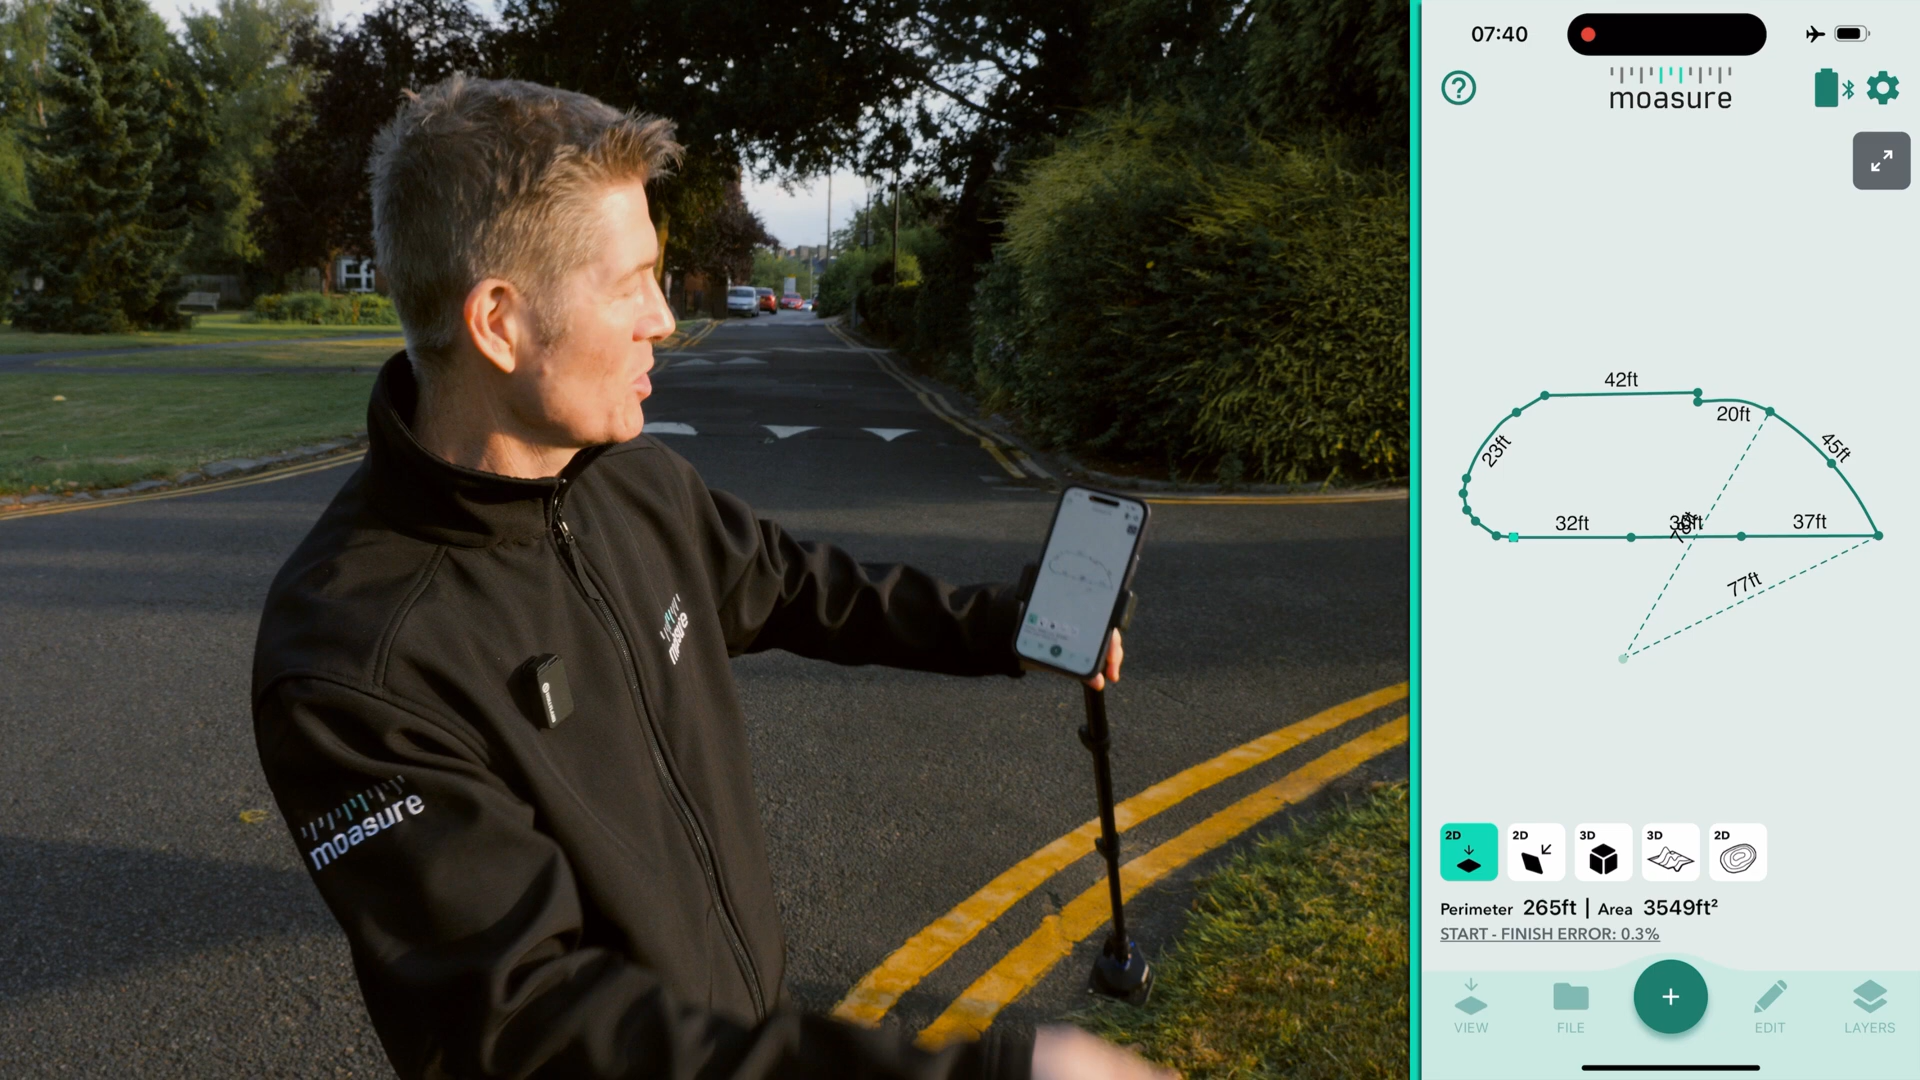 moasure
moasure
07:40
moasure
42ft
20ft
45ft
23ft
32ft
37ft
77ft
2D
2D
3D
3D
2D
Perimeter 265ft | Area 3549ft²
START - FINISH ERROR: 0.3%
VIEW
FILE
EDIT
LAYERS